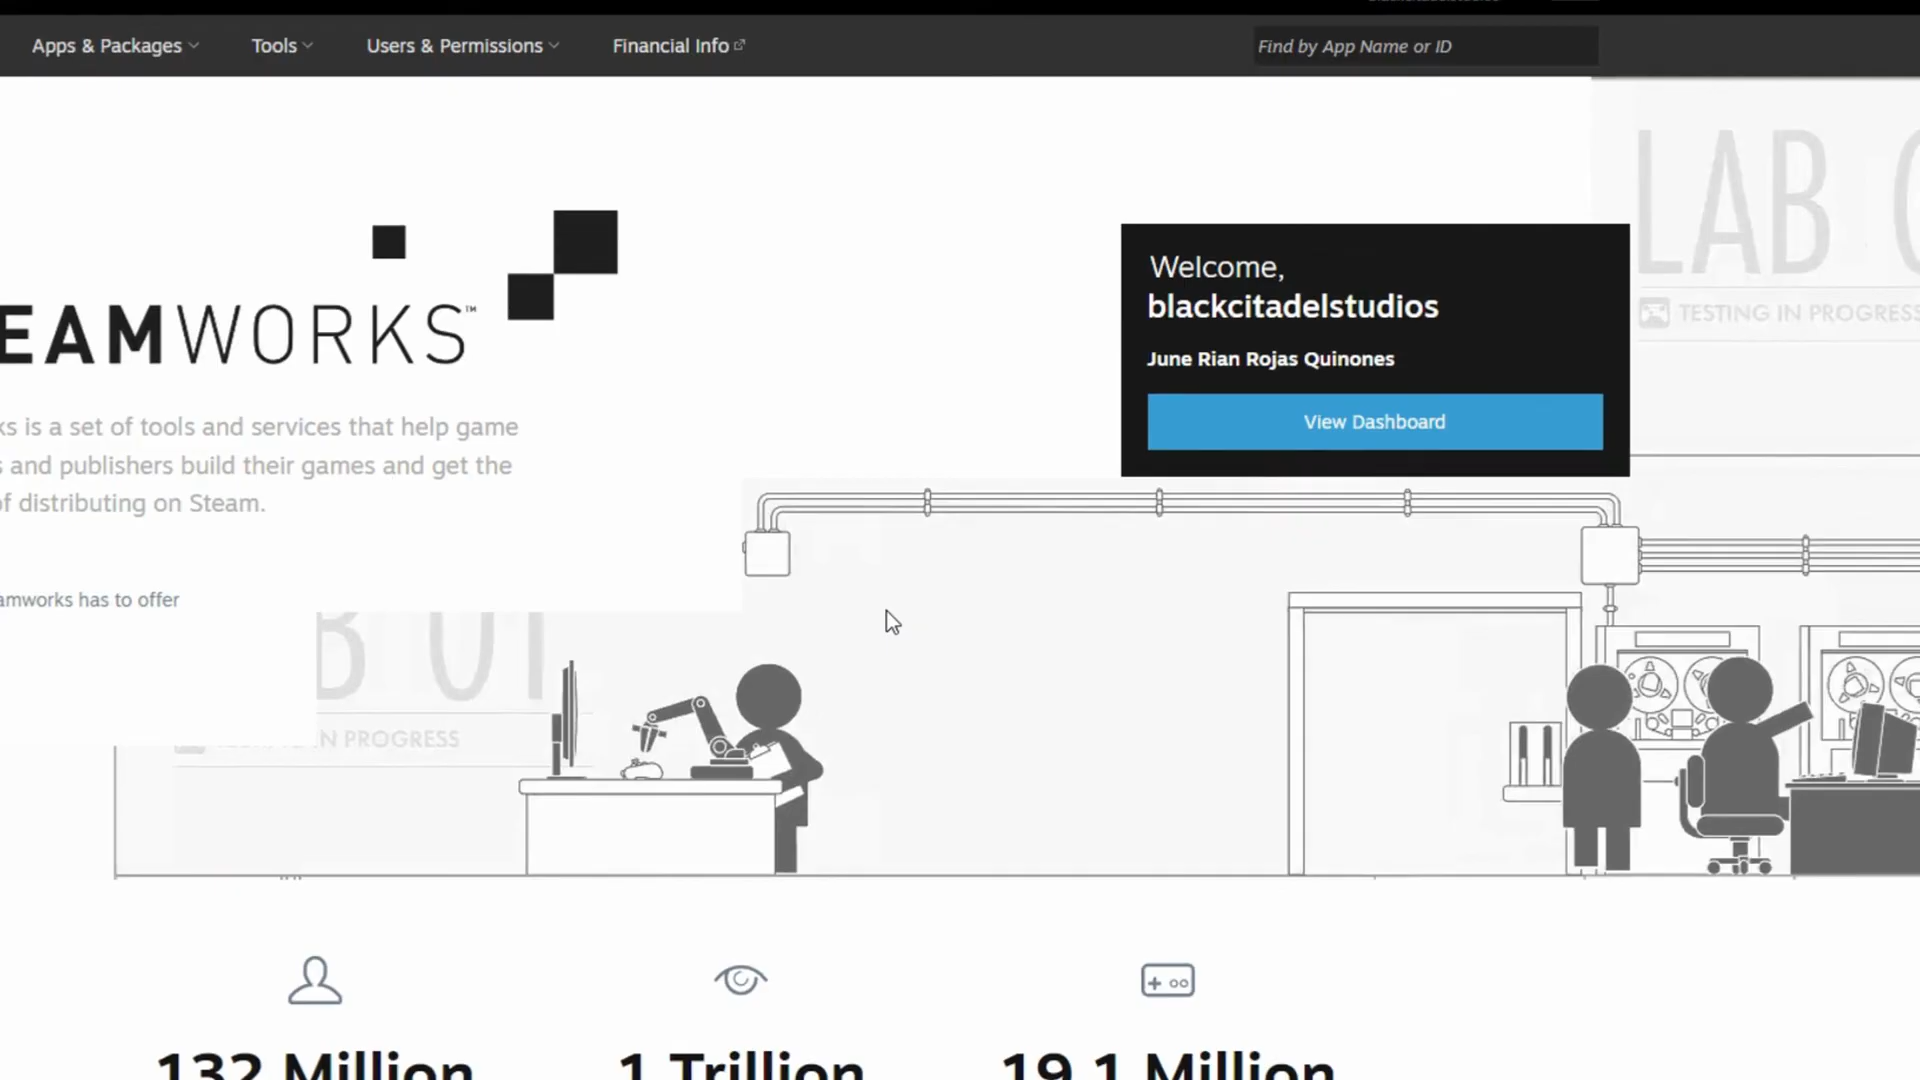 Apps & Packages Tools Users & Permissions Financial Info Find by App Name or ID
LAB
TESTING IN PROGRESS
Welcome,
blackcitadelstudios
June Rian Rojas Quinones
View Dashboard
EAMWORKS™
ks is a set of tools and services that help game
s and publishers build their games and get the
of distributing on Steam.
amworks has to offer
B 01
IN PROGRESS
132 Million 1 Trillion 19.1 Million